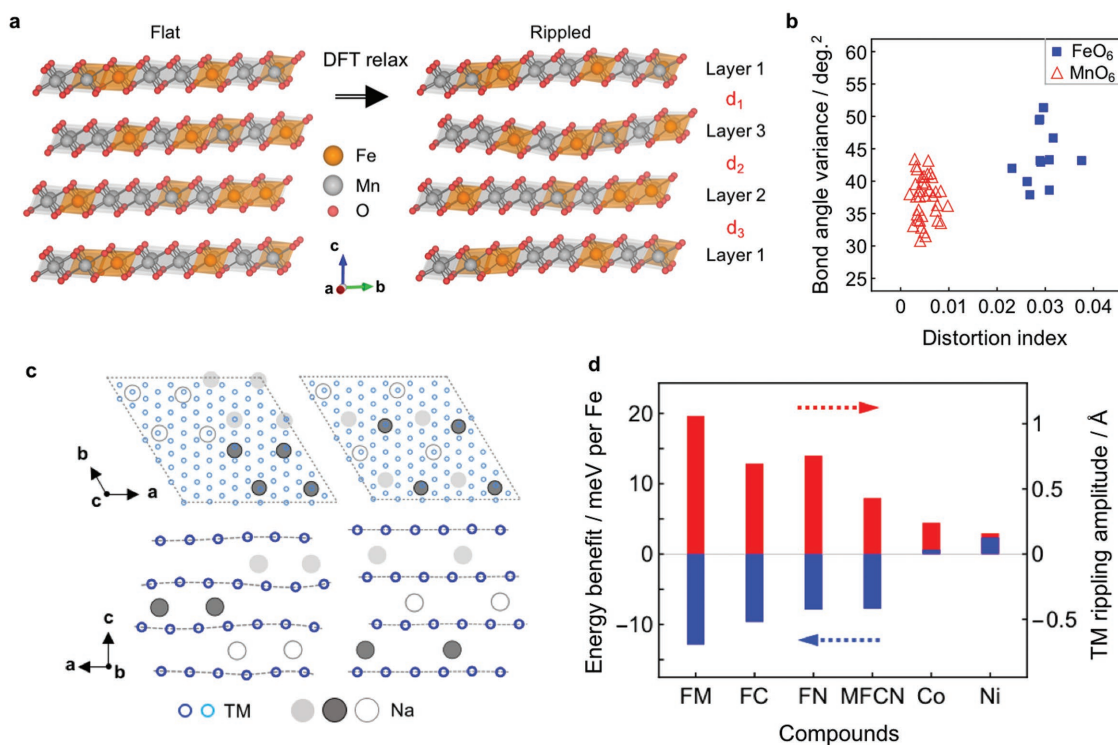 a
Flat
Rippled
DFT relax
Layer 1
d1
Layer 3
d2
Layer 2
d3
Layer 1
Fe
Mn
O
c
a
b
b
Bond angle variance / deg.²
60
55
50
45
40
35
30
25
0
0.01
0.02
0.03
0.04
Distortion index
FeO₆
MnO₆
c
b
c
a
c
a
b
TM
Na
d
Energy benefit / meV per Fe
20
10
0
−10
TM rippling amplitude / Å
1
0.5
0
−0.5
FM
FC
FN
MFCN
Co
Ni
Compounds